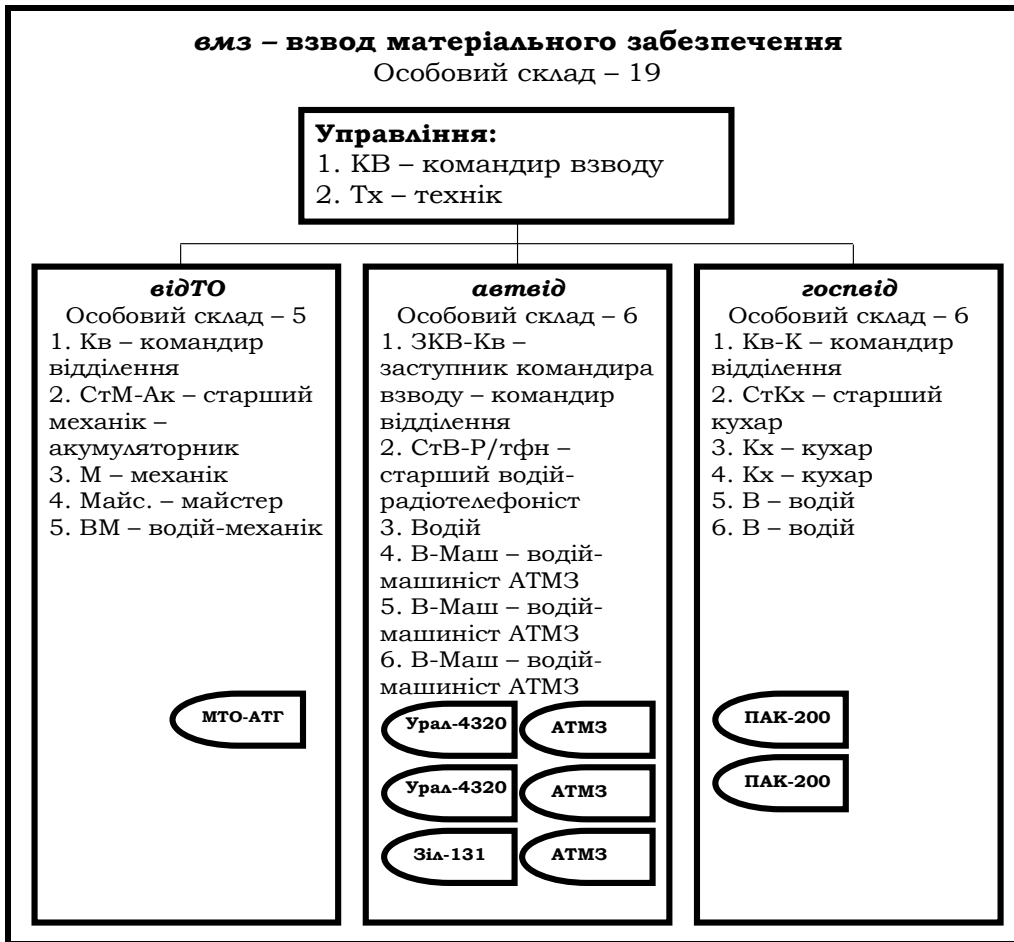 вмз – взвод матеріального забезпечення
Особовий склад – 19
Управління:
1. КВ – командир взводу
2. Тх – технік
відТО
Особовий склад – 5
1. Кв – командир
відділення
2. СтМ-Ак – старший
механік –
акумуляторник
3. М – механік
4. Майс. – майстер
5. ВМ – водій-механік
МТО-АТГ
автвід
Особовий склад – 6
1. ЗКВ-Кв –
заступник командира
взводу – командир
відділення
2. СтВ-Р/тфн –
старший водій-
радіотелефоніст
3. Водій
4. В-Маш – водій-
машиніст АТМЗ
5. В-Маш – водій-
машиніст АТМЗ
6. В-Маш – водій-
машиніст АТМЗ
Урал-4320
АТМЗ
Урал-4320
АТМЗ
Зіл-131
АТМЗ
госпвід
Особовий склад – 6
1. Кв-К – командир
відділення
2. СтКх – старший
кухар
3. Кх – кухар
4. Кх – кухар
5. В – водій
6. В – водій
ПАК-200
ПАК-200